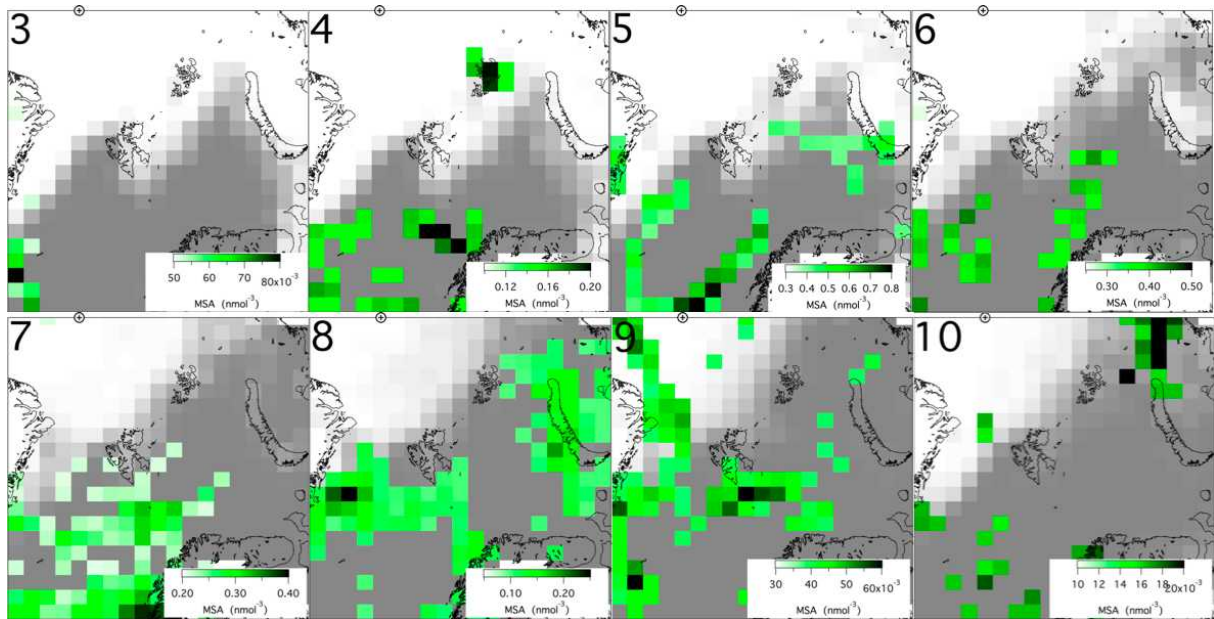 3
50 60 70 80x10-3
MSA (nmol-3)
4
0.12 0.16 0.20
MSA (nmol-3)
5
0.3 0.4 0.5 0.6 0.7 0.8
MSA (nmol-3)
6
0.30 0.40 0.50
MSA (nmol-3)
7
0.20 0.30 0.40
MSA (nmol-3)
8
0.10 0.20
MSA (nmol-3)
9
30 40 50 60x10-3
MSA (nmol-3)
10
10 12 14 16 18 20x10-3
MSA (nmol-3)